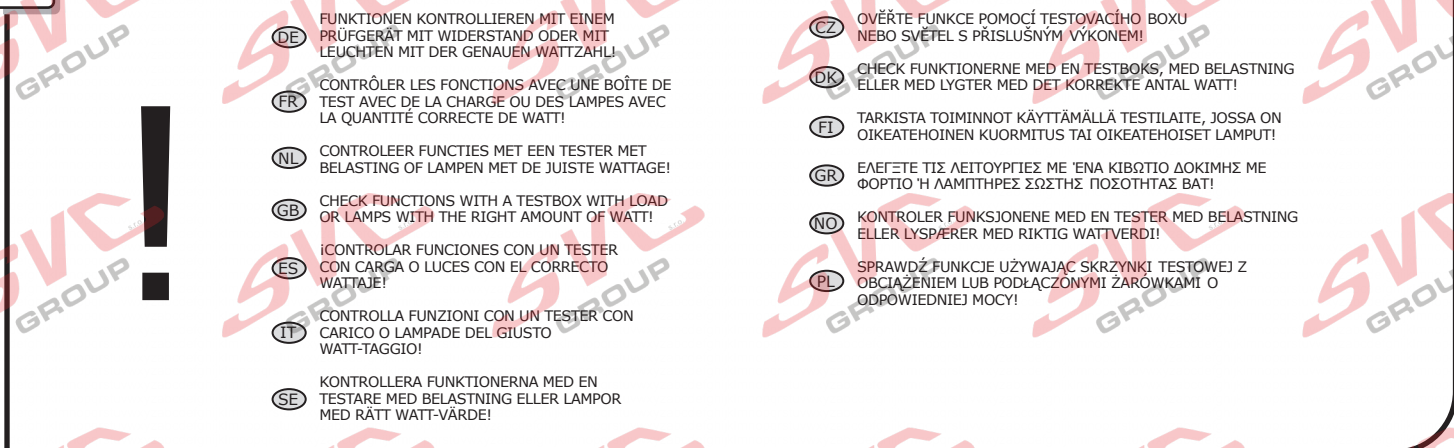 !
DE
FUNKTIONEN KONTROLLIEREN MIT EINEM
PRÜFGERÄT MIT WIDERSTAND ODER MIT
LEUCHTEN MIT DER GENAUEN WATTZAHL!
FR
CONTRÔLER LES FONCTIONS AVEC UNE BOÎTE DE
TEST AVEC DE LA CHARGE OU DES LAMPES AVEC
LA QUANTITÉ CORRECTE DE WATT!
NL
CONTROLEER FUNCTIES MET EEN TESTER MET
BELASTING OF LAMPEN MET DE JUISTE WATTAGE!
GB
CHECK FUNCTIONS WITH A TESTBOX WITH LOAD
OR LAMPS WITH THE RIGHT AMOUNT OF WATT!
ES
¡CONTROLAR FUNCIONES CON UN TESTER
CON CARGA O LUCES CON EL CORRECTO
WATTAJE!
IT
CONTROLLA FUNZIONI CON UN TESTER CON
CARICO O LAMPADE DEL GIUSTO
WATT-TAGGIO!
SE
KONTROLLERA FUNKTIONERNA MED EN
TESTARE MED BELASTNING ELLER LAMPOR
MED RÄTT WATT-VÄRDE!
CZ
OVĚŘTE FUNKCE POMOCÍ TESTOVACÍHO BOXU
NEBO SVĚTEL S PŘISLUŠNÝM VÝKONEM!
DK
CHECK FUNKTIONERNE MED EN TESTBOKS, MED BELASTNING
ELLER MED LYGTER MED DET KORREKTE ANTAL WATT!
FI
TARKISTA TOIMINNOT KÄYTTÄMÄLLÄ TESTILAITE, JOSSA ON
OIKEATEHOINEN KUORMITUS TAI OIKEATEHOISET LAMPUT!
GR
ΕΛΕΓΞΤΕ ΤΙΣ ΛΕΙΤΟΥΡΓΙΕΣ ΜΕ ΈΝΑ ΚΙΒΩΤΙΟ ΔΟΚΙΜΗΣ ΜΕ
ΦΟΡΤΙΟ Ή ΛΑΜΠΤΗΡΕΣ ΣΩΣΤΗΣ ΠΟΣΟΤΗΤΑΣ ΒΑΤ!
NO
KONTROLER FUNKSJONENE MED EN TESTER MED BELASTNING
ELLER LYSPÆRER MED RIKTIG WATTVERDI!
PL
SPRAWDŹ FUNKCJE UŻYWAJĄC SKRZYNKI TESTOWEJ Z
OBCIĄŻENIEM LUB PODŁĄCZONYMI ŻARÓWKAMI O
ODPOWIEDNIEJ MOCY!
SVC GROUP s.r.o.